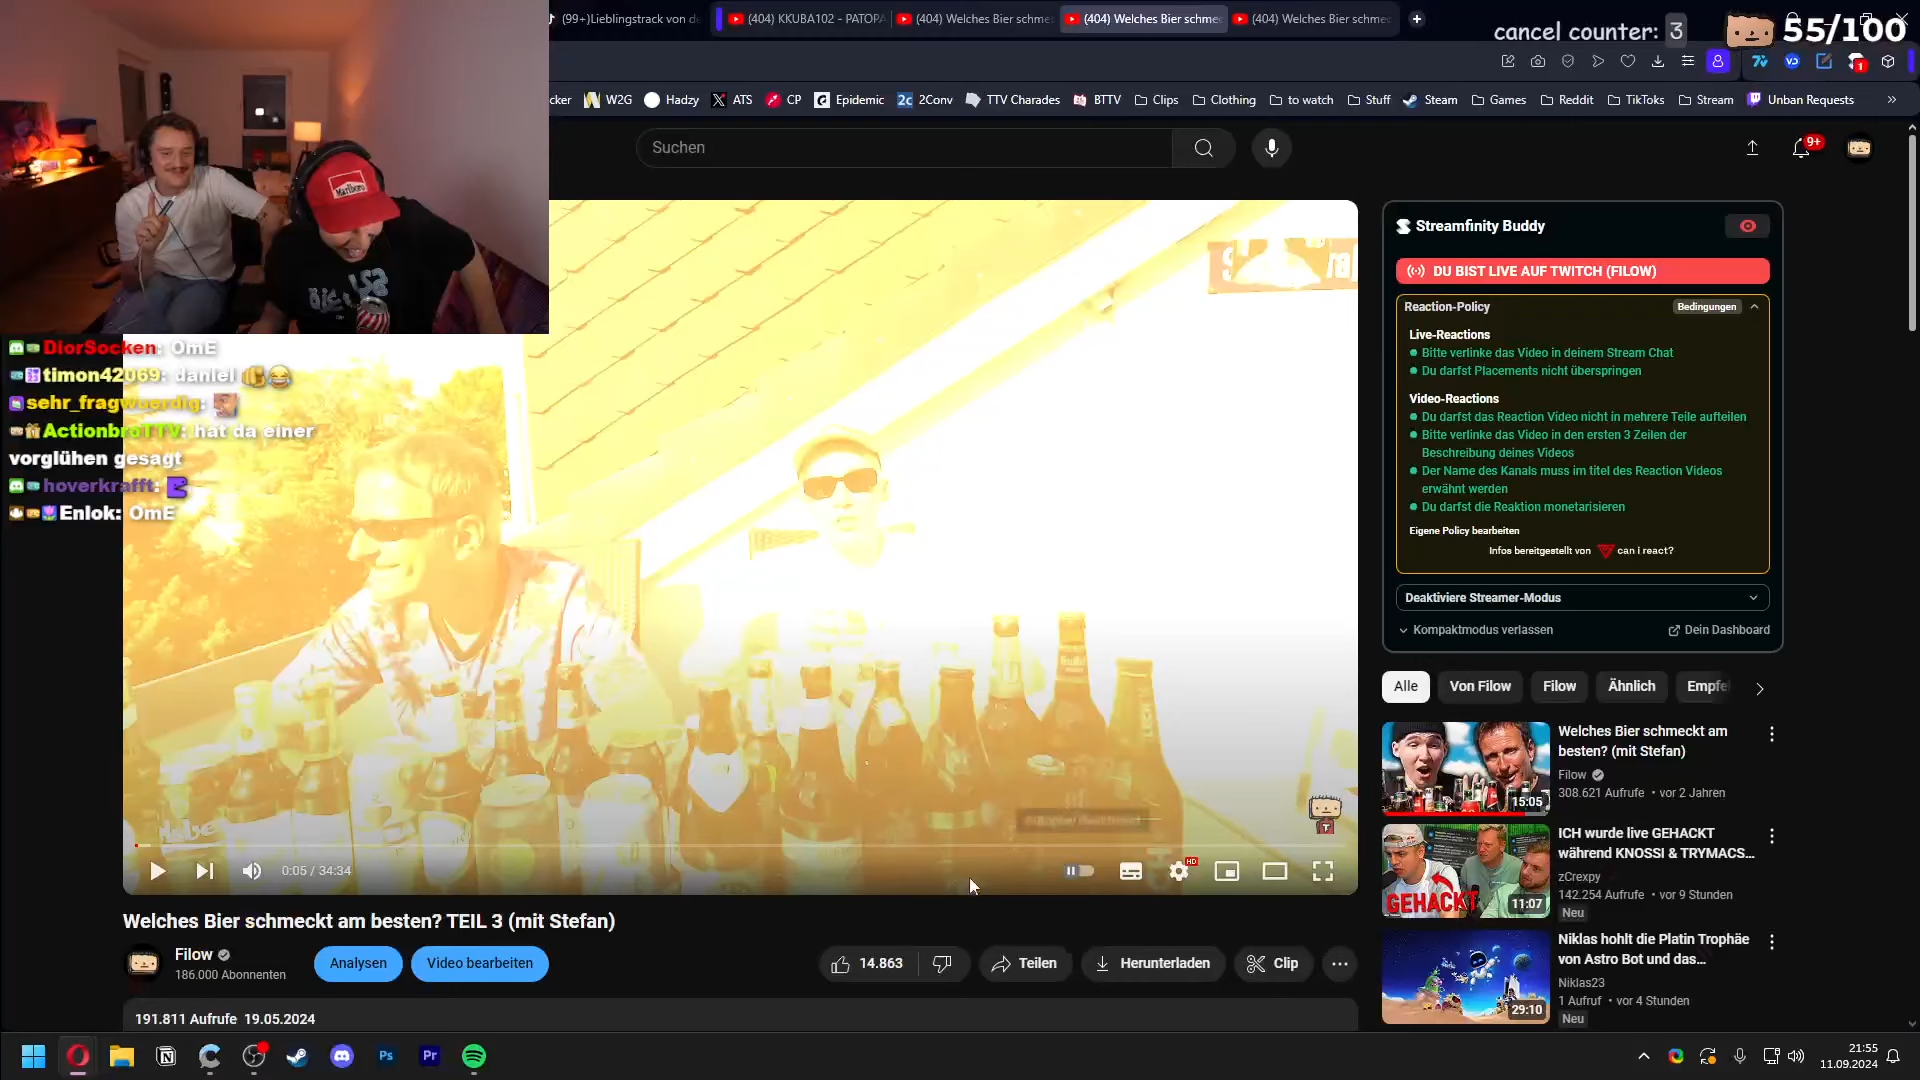 (99+)Lieblingstrack von de
(404) KKUBA102 - PATOPA
(404) Welches Bier schme
(404) Welches Bier schmec
(404) Welches Bier schmec
cancel counter: 3
55/100
cker
W2G
Hadzy
ATS
CP
Epidemic
2Conv
TTV Charades
BTTV
Clips
Clothing
to watch
Stuff
Steam
Games
Reddit
TikToks
Stream
Unban Requests
Suchen
9+
Marlboro
DiorSocken: OmE
timon42069: daniel
sehr_fragwuerdig:
ActionbroTTV: hat da einer
vorglühen gesagt
hoverkrafft:
Enlok: OmE
0:05 / 34:34
HD
Welches Bier schmeckt am besten? TEIL 3 (mit Stefan)
Filow
186.000 Abonnenten
Analysen
Video bearbeiten
14.863
Teilen
Herunterladen
Clip
191.811 Aufrufe 19.05.2024
Streamfinity Buddy
DU BIST LIVE AUF TWITCH (FILOW)
Reaction-Policy
Bedingungen
Live-Reactions
Bitte verlinke das Video in deinem Stream Chat
Du darfst Placements nicht überspringen
Video-Reactions
Du darfst das Reaction Video nicht in mehrere Teile aufteilen
Bitte verlinke das Video in den ersten 3 Zeilen der
Beschreibung deines Videos
Der Name des Kanals muss im titel des Reaction Videos
erwähnt werden
Du darfst die Reaktion monetarisieren
Eigene Policy bearbeiten
Infos bereitgestellt von can i react?
Deaktiviere Streamer-Modus
Kompaktmodus verlassen
Dein Dashboard
Alle
Von Filow
Filow
Ähnlich
Empfe
Welches Bier schmeckt am
besten? (mit Stefan)
Filow
308.621 Aufrufe • vor 2 Jahren
15:05
ICH wurde live GEHACKT
während KNOSSI & TRYMACS...
zCrexpy
142.254 Aufrufe • vor 9 Stunden
Neu
GEHACKT
11:07
Niklas hohlt die Platin Trophäe
von Astro Bot und das...
Niklas23
1 Aufruf • vor 4 Stunden
Neu
29:10
Ps
Pr
21:55
11.09.2024